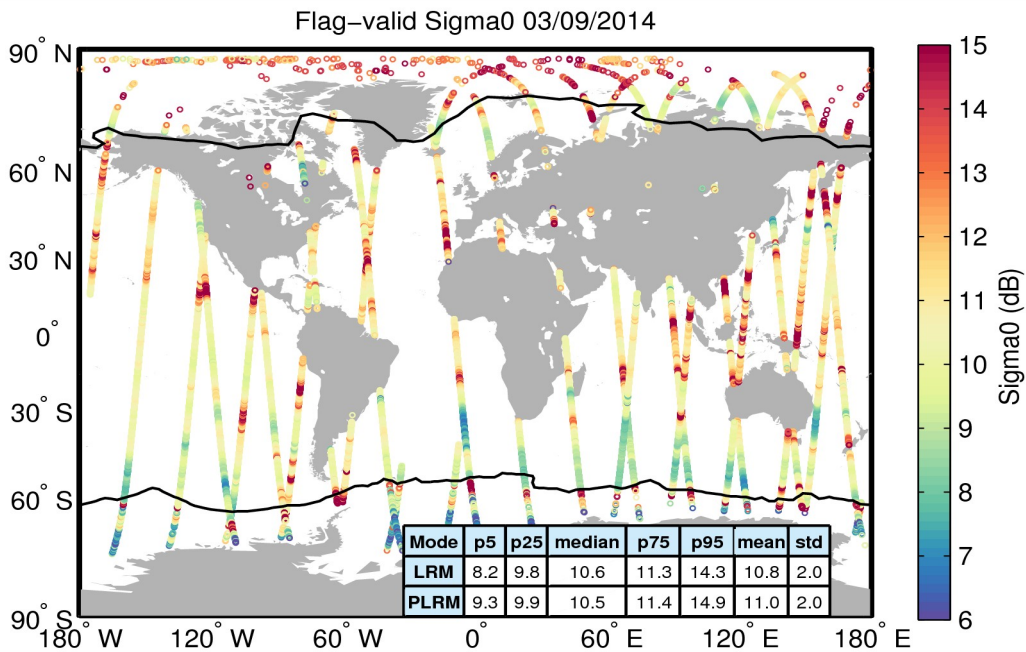 Flag−valid Sigma0 03/09/2014
90° N
60° N
30° N
0°
30° S
60° S
90° S
180° W
120° W
60° W
0°
60° E
120° E
180° E
Mode p5 p25 median p75 p95 mean std
LRM 8.2 9.8 10.6 11.3 14.3 10.8 2.0
PLRM 9.3 9.9 10.5 11.4 14.9 11.0 2.0
15
14
13
12
11
10
9
8
7
6
Sigma0 (dB)